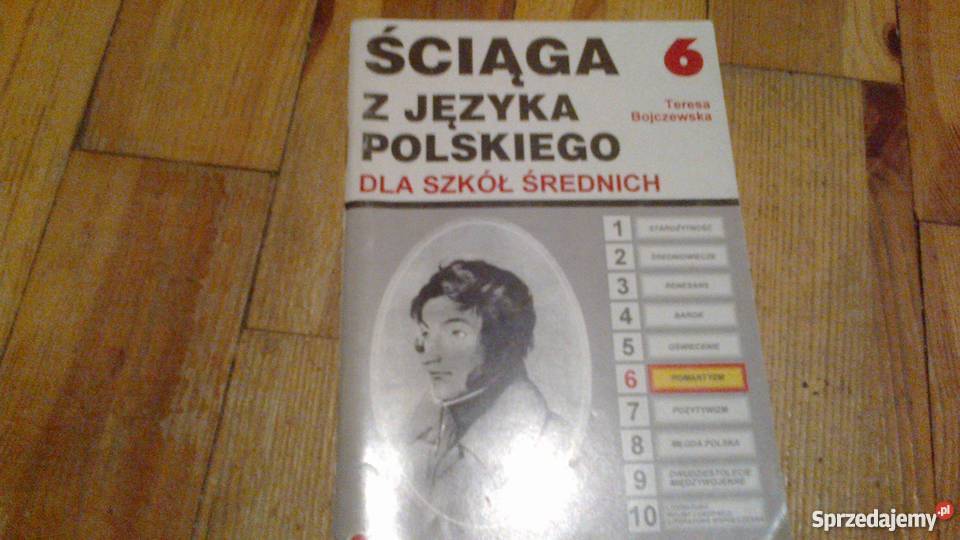 ŚCIĄGA 6
Z JĘZYKA
POLSKIEGO
Teresa
Bojczewska
DLA SZKÓŁ ŚREDNICH
1 STAROŻYTNOŚĆ
2 ŚREDNIOWIECZE
3 RENESANS
4 BAROK
5 OŚWIECENIE
6 ROMANTYZM
7 POZYTYWIZM
8 MŁODA POLSKA
9 DWUDZIESTOLECIE
MIĘDZYWOJENNE
10
Sprzedajemy.pl